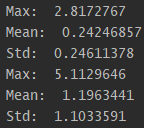 Max:  2.8172767
Mean:  0.24246857
Std:  0.24611378
Max:  5.1129646
Mean:  1.1963441
Std:  1.1033591